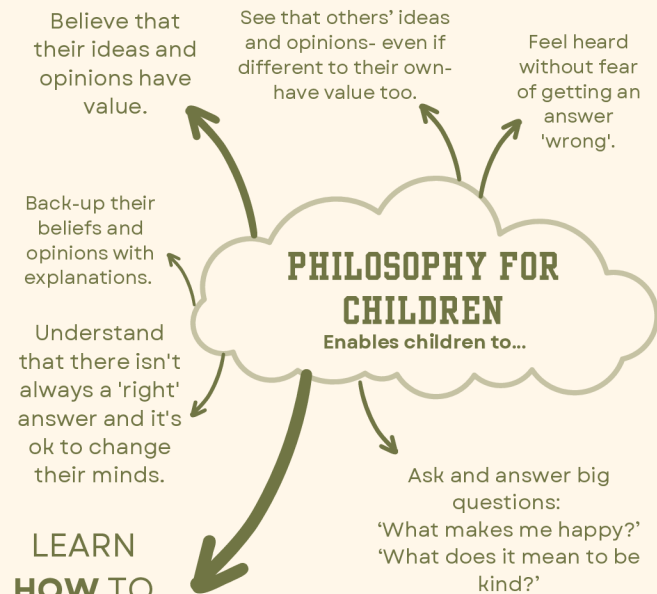 Believe that
their ideas and
opinions have
value.
See that others’ ideas
and opinions- even if
different to their own-
have value too.
Feel heard
without fear
of getting an
answer
'wrong'.
Back-up their
beliefs and
opinions with
explanations.
PHILOSOPHY FOR
CHILDREN
Enables children to...
Understand
that there isn't
always a 'right'
answer and it's
ok to change
their minds.
Ask and answer big
questions:
‘What makes me happy?’
‘What does it mean to be
kind?’
LEARN
HOW TO